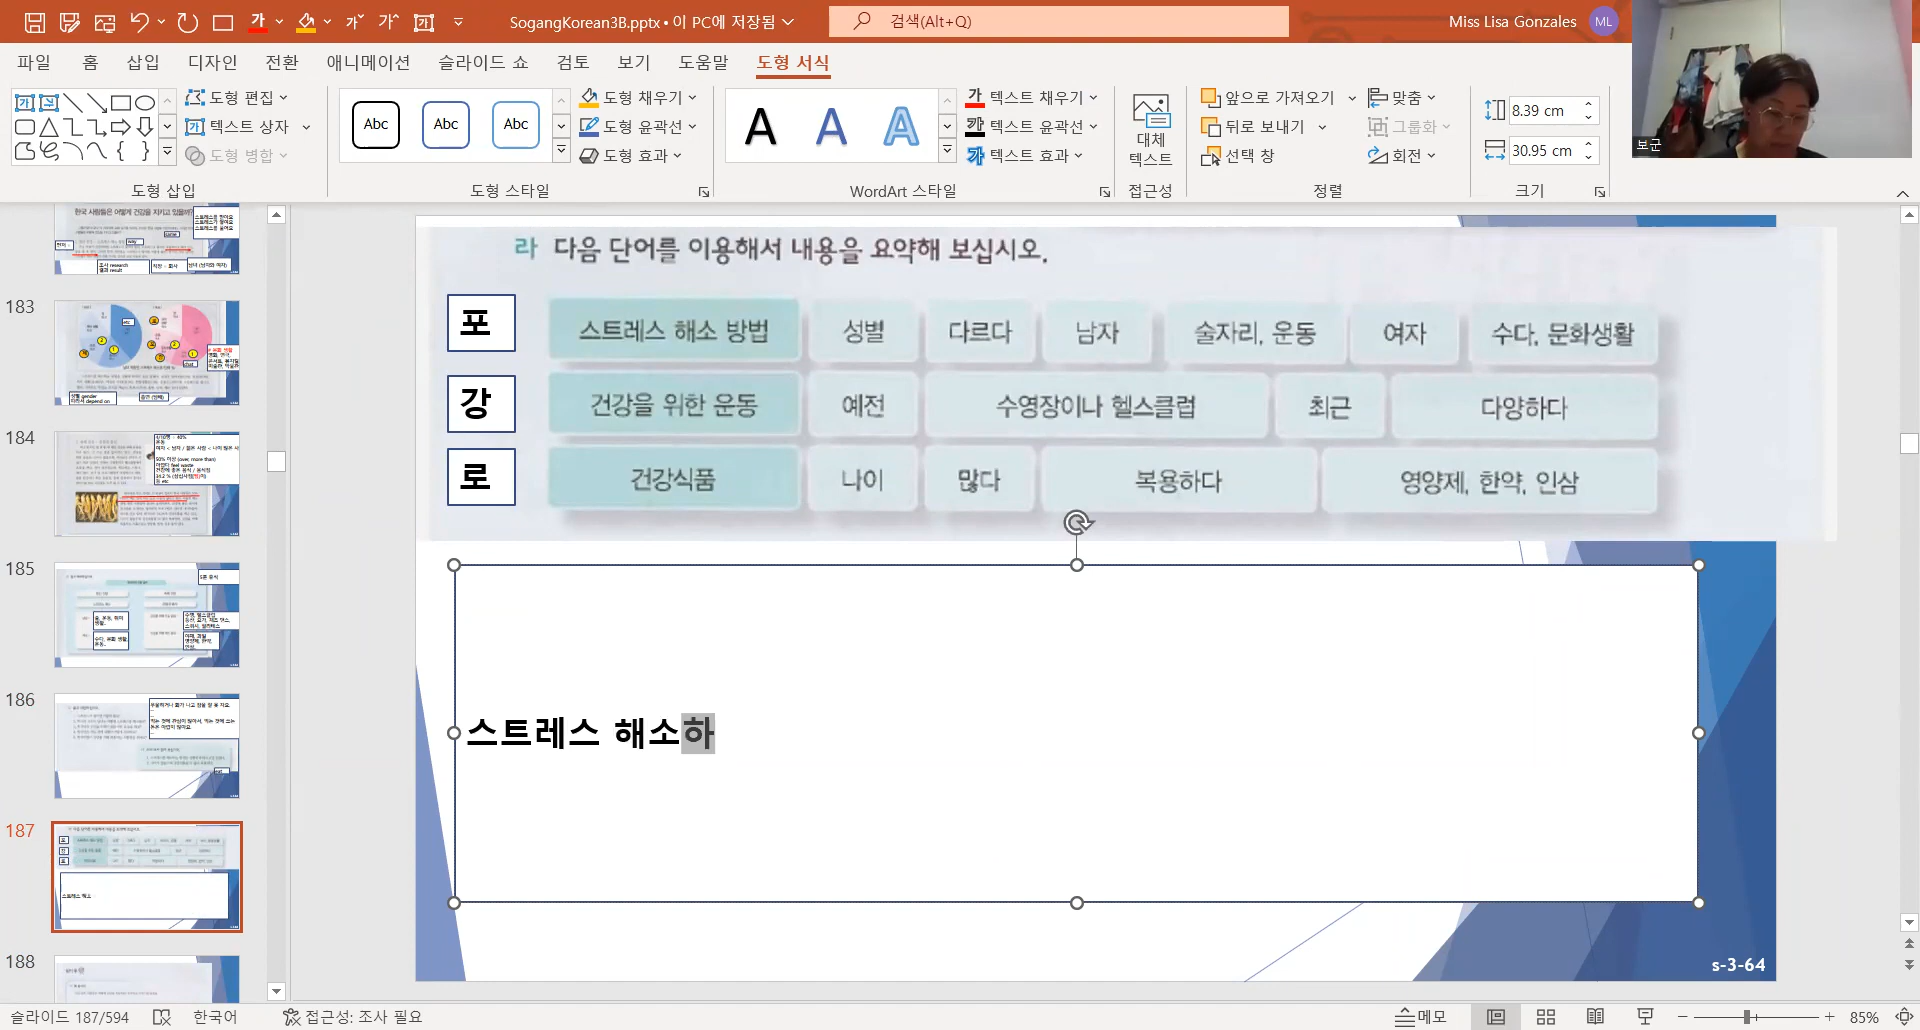 SogangKorean3B.pptx • 이 PC에 저장됨
검색(Alt+Q)
Miss Lisa Gonzales
ML
파일 홈 삽입 디자인 전환 애니메이션 슬라이드 쇼 검토 보기 도움말 도형 서식
도형 편집
텍스트 상자
도형 병합
도형 삽입
Abc
Abc
Abc
도형 채우기
도형 윤곽선
도형 효과
도형 스타일
A
A
A
텍스트 채우기
텍스트 윤곽선
텍스트 효과
WordArt 스타일
대체
텍스트
접근성
앞으로 가져오기
뒤로 보내기
선택 창
맞춤
그룹화
회전
정렬
8.39 cm
30.95 cm
크기
보군
183
184
185
186
187
188
라 다음 단어를 이용해서 내용을 요약해 보십시오.
포 스트레스 해소 방법 성별 다르다 남자 술자리, 운동 여자 수다, 문화생활
강 건강을 위한 운동 예전 수영장이나 헬스클럽 최근 다양하다
로 건강식품 나이 많다 복용하다 영양제, 한약, 인삼
스트레스 해소하
s-3-64
슬라이드 187/594
한국어
접근성: 조사 필요
메모
85%